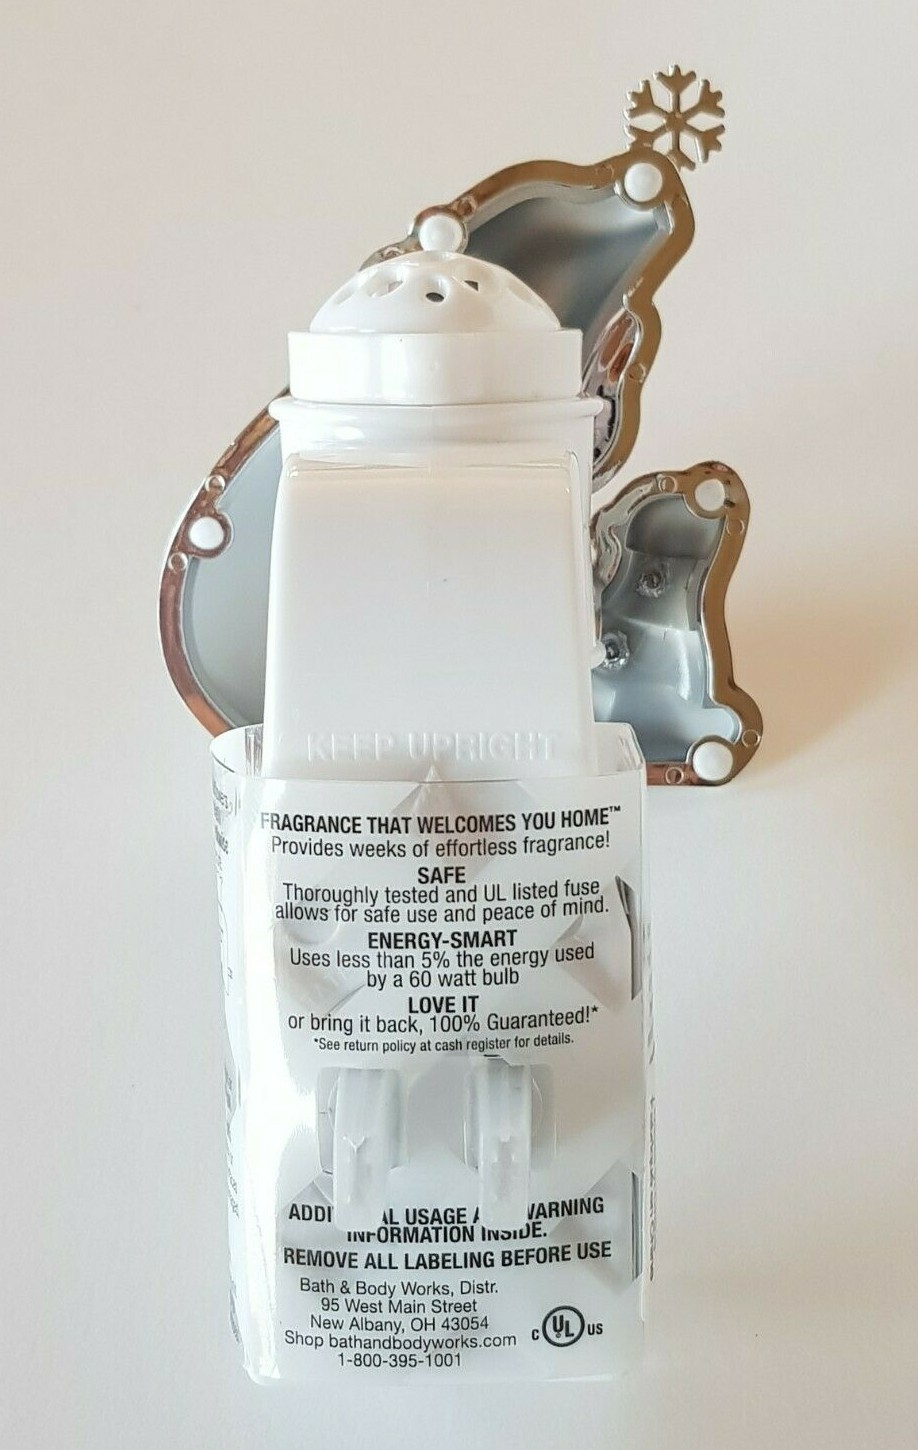 KEEP UPRIGHT
FRAGRANCE THAT WELCOMES YOU HOME™
Provides weeks of effortless fragrance!
SAFE
Thoroughly tested and UL listed fuse
allows for safe use and peace of mind.
ENERGY-SMART
Uses less than 5% the energy used
by a 60 watt bulb
LOVE IT
or bring it back, 100% Guaranteed!*
*See return policy at cash register for details.
USAGE
INFORMATION INSIDE.
REMOVE ALL LABELING BEFORE USE
Bath & Body Works, Distr.
95 West Main Street
New Albany, OH 43054
Shop bathandbodyworks.com
1-800-395-1001
C UL US